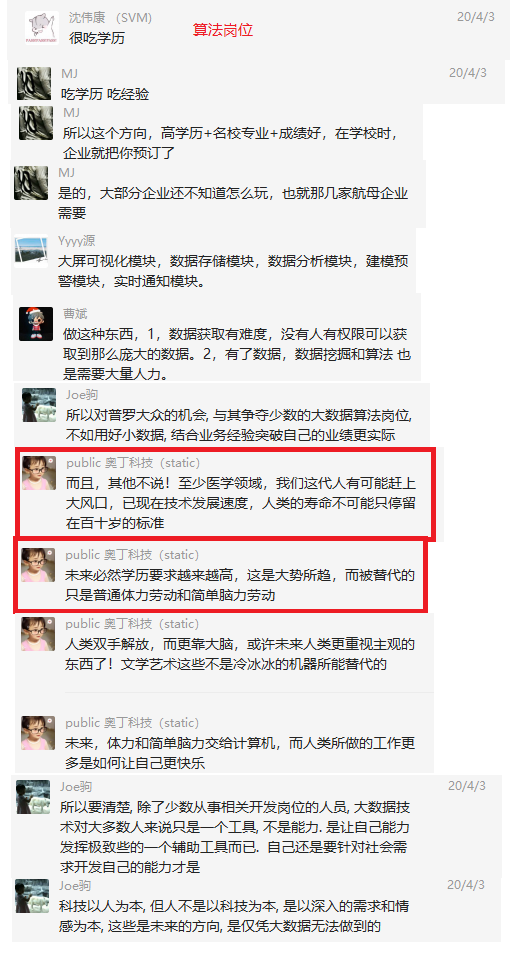 沈伟康 （SVM）
20/4/3
很吃学历
算法岗位
MJ
20/4/3
吃学历 吃经验
MJ
所以这个方向，高学历+名校专业+成绩好，在学校时，
企业就把你预订了
MJ
是的，大部分企业还不知道怎么玩，也就那几家航母企业
需要
Yyyy源
大屏可视化模块，数据存储模块，数据分析模块，建模预
警模块，实时通知模块。
曹斌
做这种东西，1，数据获取有难度，没有人有权限可以获
取到那么庞大的数据。2，有了数据，数据挖掘和算法 也
是需要大量人力。
Joe驹
所以对普罗大众的机会, 与其争夺少数的大数据算法岗位,
不如用好小数据, 结合业务经验突破自己的业绩更实际
public 奥丁科技（static）
而且，其他不说！至少医学领域，我们这代人有可能赶上
大风口，已现在技术发展速度，人类的寿命不可能只停留
在百十岁的标准
public 奥丁科技（static）
未来必然学历要求越来越高，这是大势所趋，而被替代的
只是普通体力劳动和简单脑力劳动
public 奥丁科技（static）
人类双手解放，而更靠大脑，或许未来人类更重视主观的
东西了！文学艺术这些不是冷冰冰的机器所能替代的
public 奥丁科技（static）
未来，体力和简单脑力交给计算机，而人类所做的工作更
多是如何让自己更快乐
Joe驹
20/4/3
所以要清楚, 除了少数从事相关开发岗位的人员, 大数据技
术对大多数人来说只是一个工具, 不是能力. 是让自己能力
发挥极致些的一个辅助工具而已.  自己还是要针对社会需
求开发自己的能力才是
Joe驹
20/4/3
科技以人为本, 但人不是以科技为本, 是以深入的需求和情
感为本, 这些是未来的方向, 是仅凭大数据无法做到的